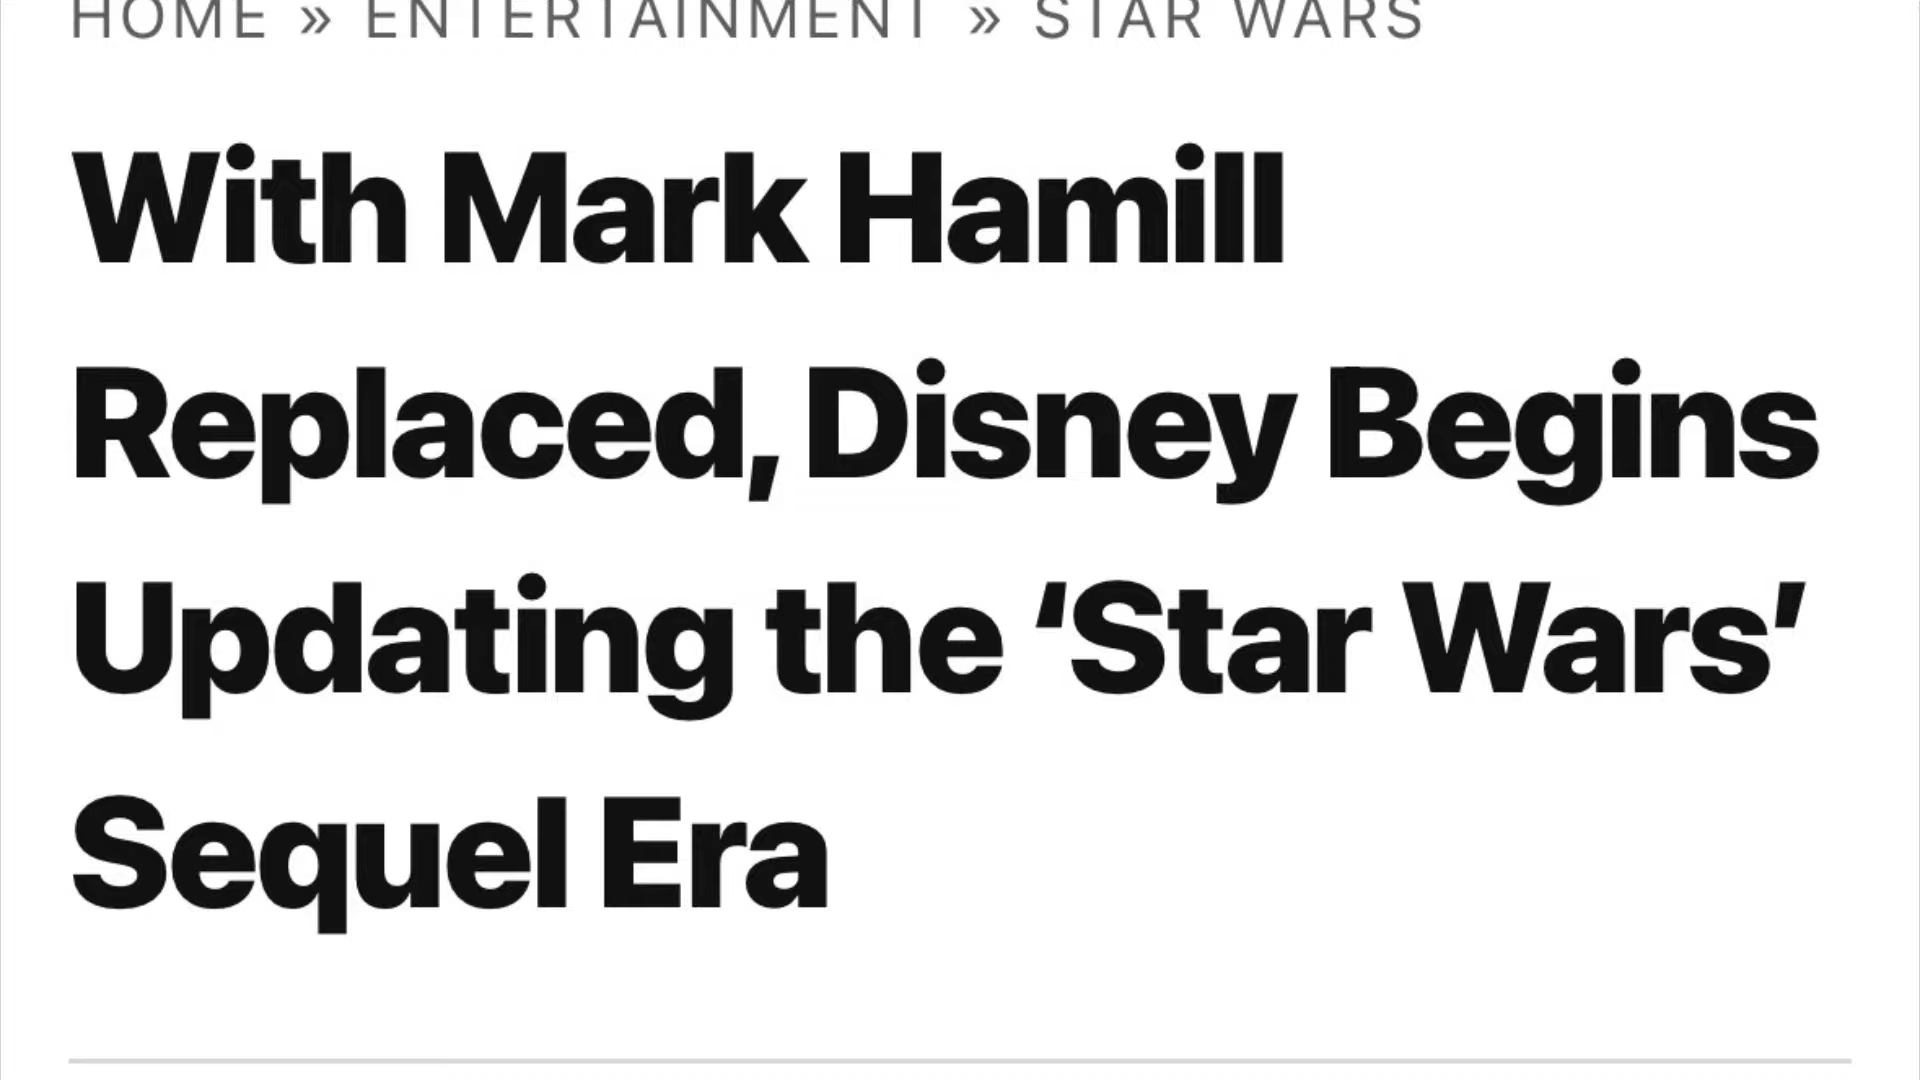 HOME » ENTERTAINMENT » STAR WARS
With Mark Hamill
Replaced, Disney Begins
Updating the ‘Star Wars’
Sequel Era